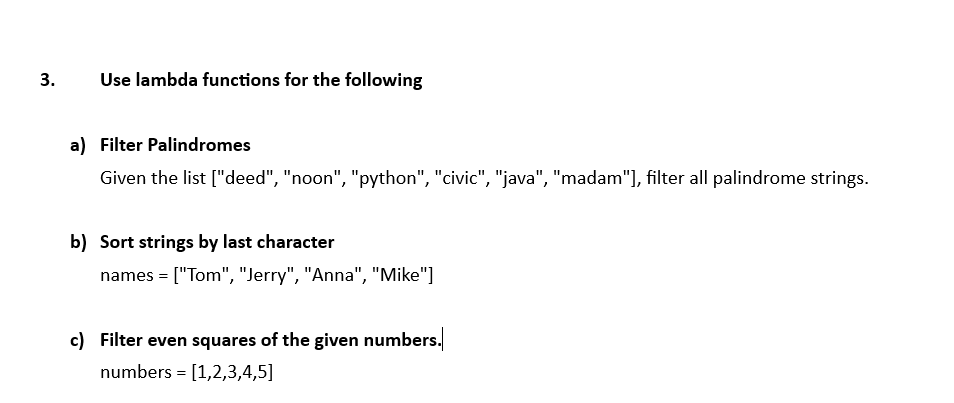 3. Use lambda functions for the following
a) Filter Palindromes
Given the list ["deed", "noon", "python", "civic", "java", "madam"], filter all palindrome strings.
b) Sort strings by last character
names = ["Tom", "Jerry", "Anna", "Mike"]
c) Filter even squares of the given numbers.
numbers = [1,2,3,4,5]